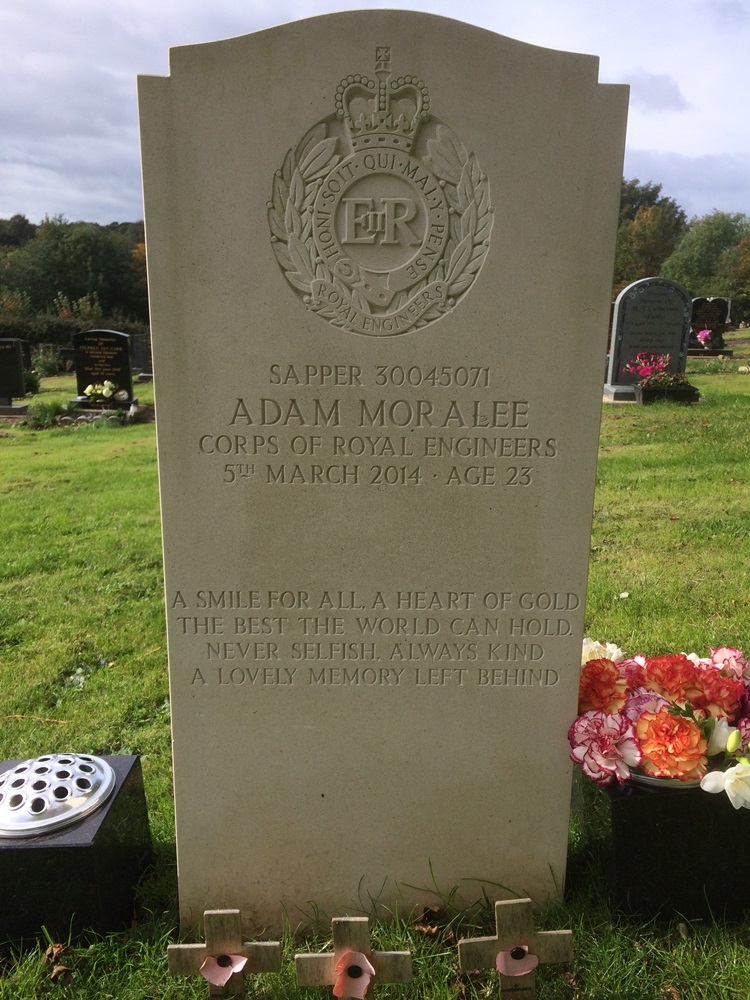 HONI · SOIT · QUI · MAL · Y · PENSE
EIIR
ROYAL ENGINEERS
SAPPER 30045071
ADAM MORALEE
CORPS OF ROYAL ENGINEERS
5TH MARCH 2014 · AGE 23
A SMILE FOR ALL, A HEART OF GOLD
THE BEST THE WORLD CAN HOLD.
NEVER SELFISH, ALWAYS KIND
A LOVELY MEMORY LEFT BEHIND